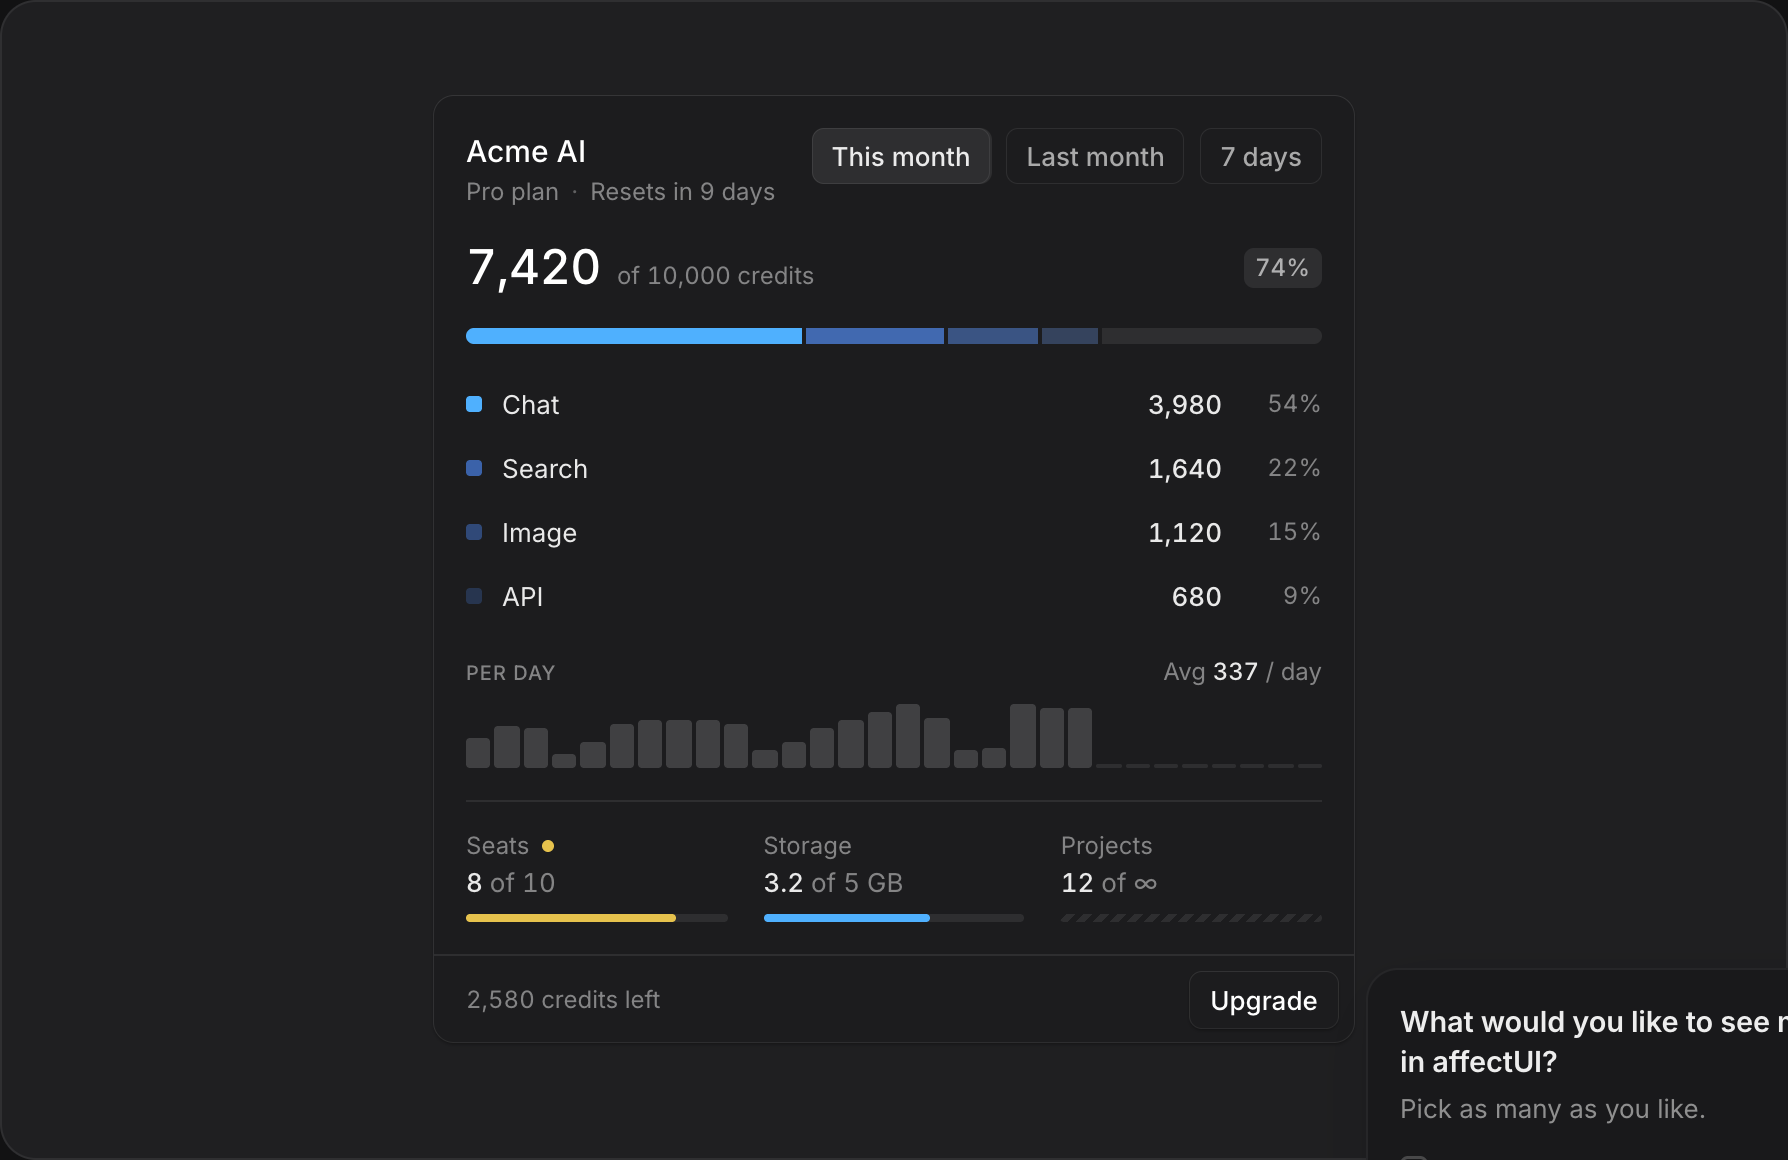 Acme AI
Pro plan · Resets in 9 days
This month
Last month
7 days
7,420 of 10,000 credits
74%
Chat 3,980 54%
Search 1,640 22%
Image 1,120 15%
API 680 9%
PER DAY
Avg 337 / day
Seats
8 of 10
Storage
3.2 of 5 GB
Projects
12 of ∞
2,580 credits left
Upgrade
What would you like to see
in affectUI?
Pick as many as you like.